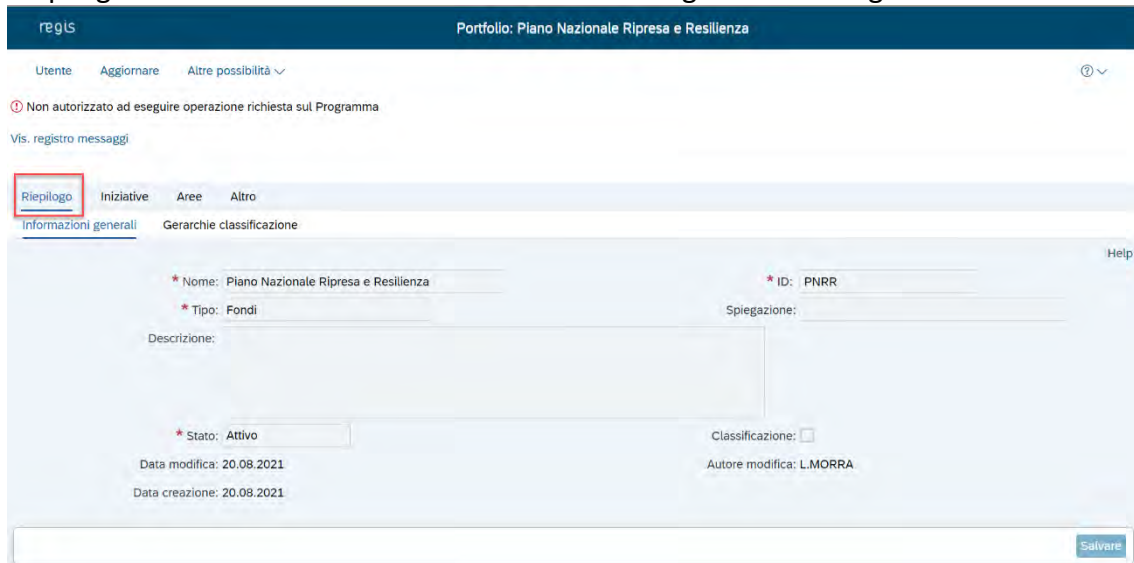 regis Portfolio: Piano Nazionale Ripresa e Resilienza
Utente Aggiornare Altre possibilità
Non autorizzato ad eseguire operazione richiesta sul Programma
Vis. registro messaggi
Riepilogo Iniziative Aree Altro
Informazioni generali Gerarchie classificazione
Help
* Nome: Piano Nazionale Ripresa e Resilienza * ID: PNRR
* Tipo: Fondi Spiegazione:
Descrizione:
* Stato: Attivo Classificazione:
Data modifica: 20.08.2021 Autore modifica: L.MORRA
Data creazione: 20.08.2021
Salvare